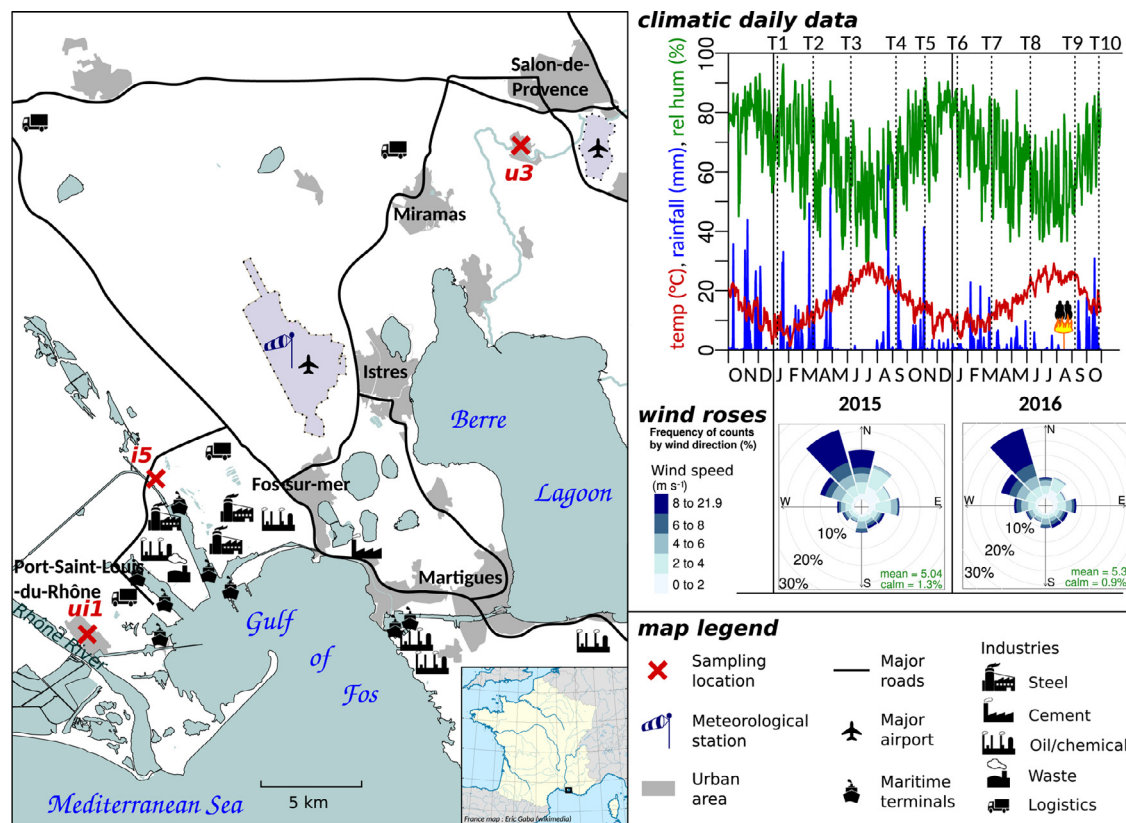 Salon-de-
Provence
u3
Miramas
Istres
Berre
Lagoon
i5
Fos-sur-mer
Port-Saint-Louis
-du-Rhône
ui1
Rhone River
Martigues
Gulf
of
Fos
Mediterranean Sea
5 km
France map : Eric Gaba (wikimedia)
climatic daily data
T1 T2 T3 T4 T5 T6 T7 T8 T9 T10
temp (°C), rainfall (mm), rel hum (%)
100
80
60
40
20
0
O N D J F M A M J J A S O N D J F M A M J J A S O
2015 2016
wind roses
Frequency of counts
by wind direction (%)
Wind speed
(m s⁻¹)
8 to 21.9
6 to 8
4 to 6
2 to 4
0 to 2
N
W E
S
10%
20%
30%
mean = 5.04
calm = 1.3%
N
W E
S
10%
20%
30%
mean = 5.3
calm = 0.9%
map legend
Sampling
location
Meteorological
station
Urban
area
Major
roads
Major
airport
Maritime
terminals
Industries
Steel
Cement
Oil/chemical
Waste
Logistics